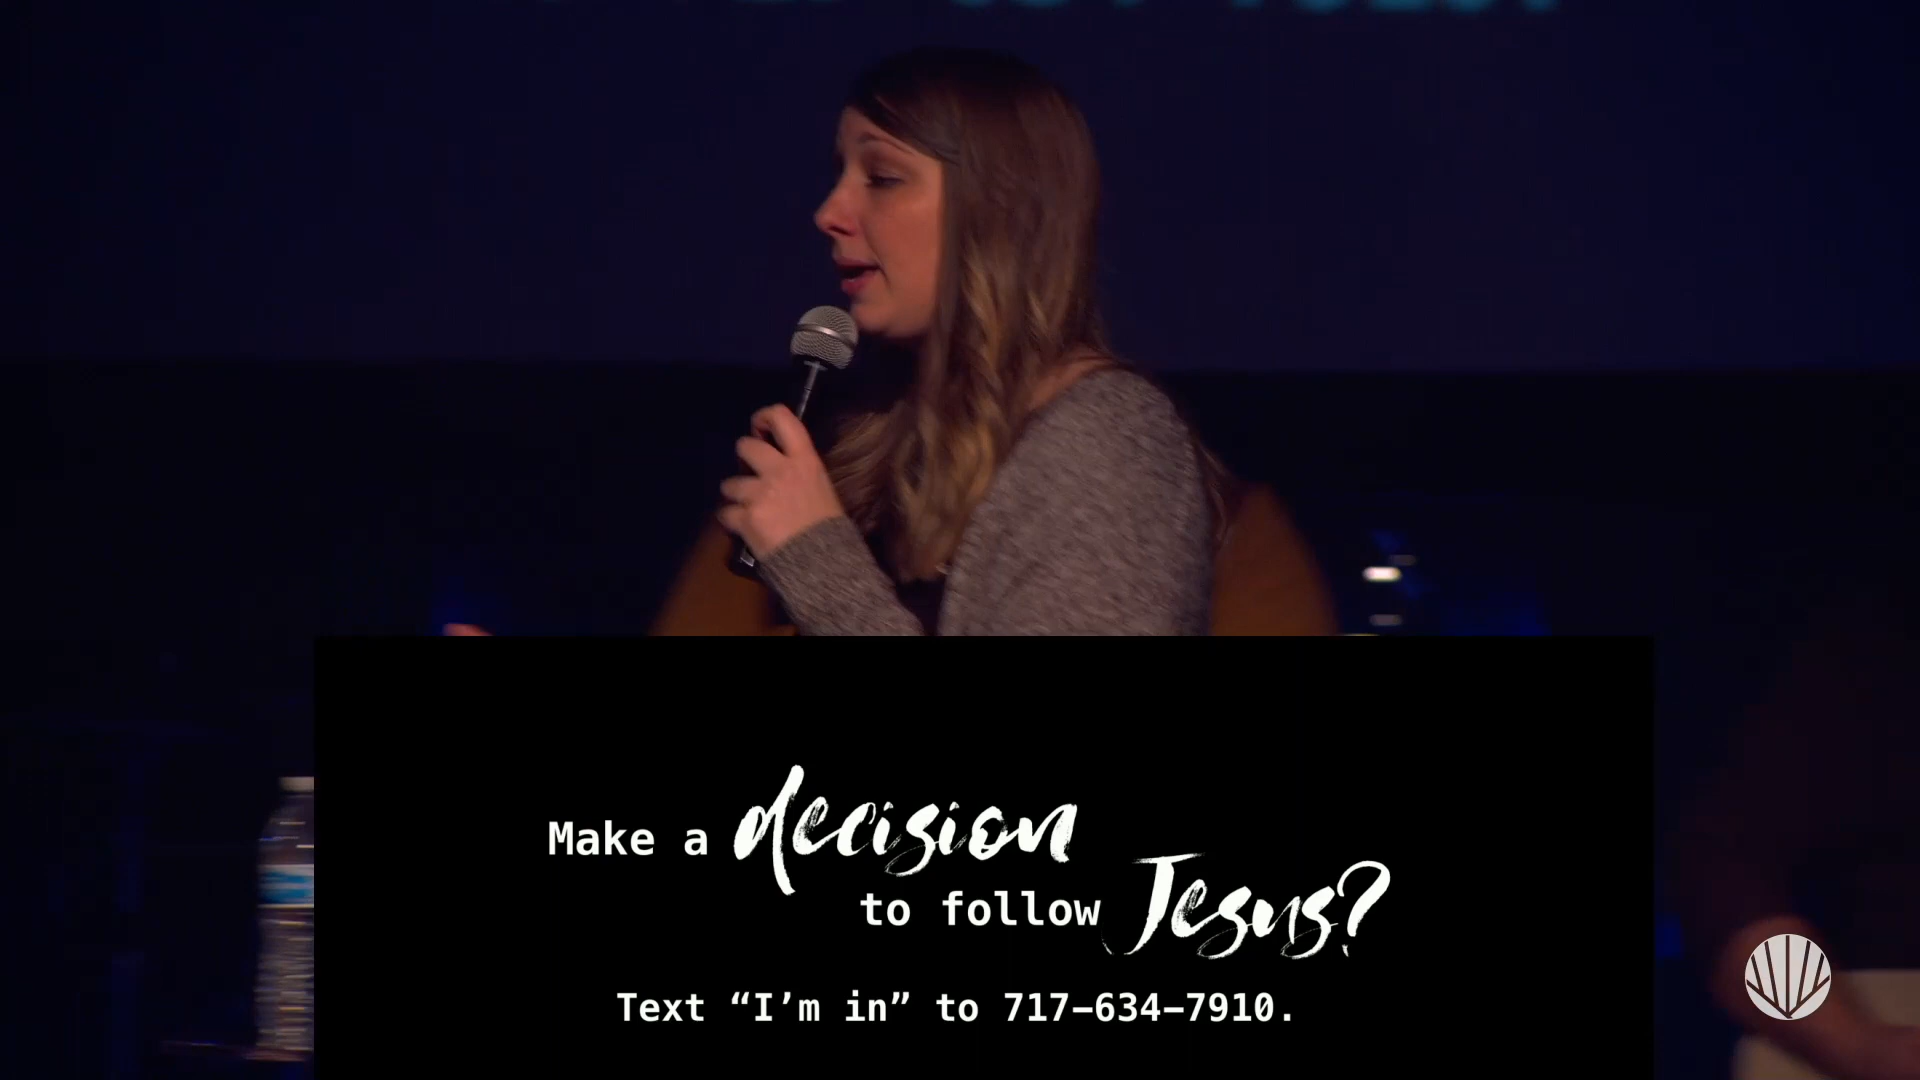 Make a decision
to follow Jesus?
Text “I’m in” to 717–634–7910.